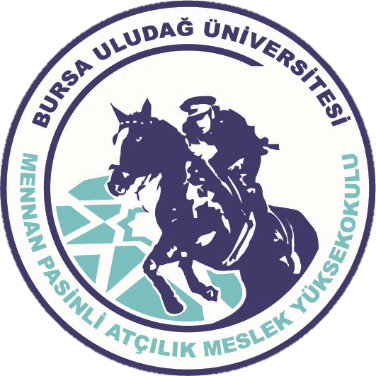 BURSA ULUDAĞ ÜNİVERSİTESİ
MENNAN PASİNLİ ATÇILIK MESLEK YÜKSEKOKULU